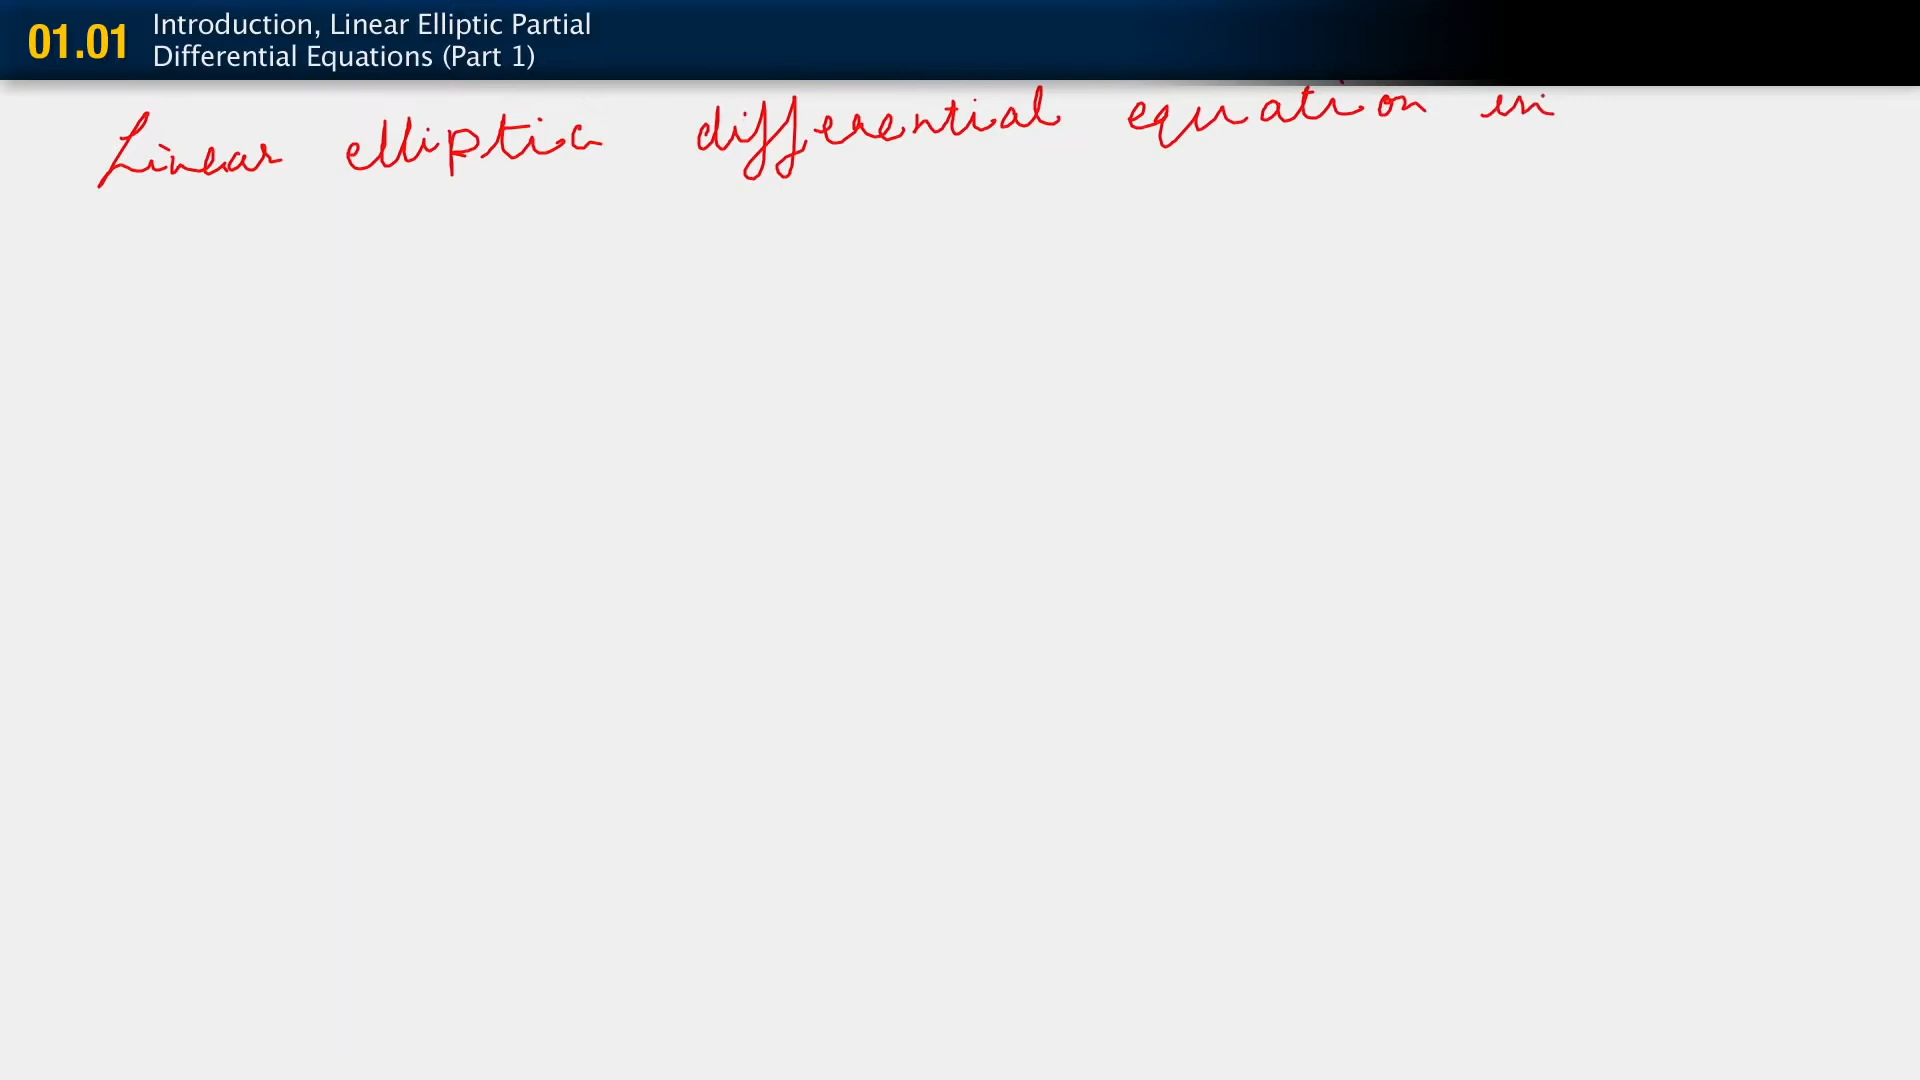 01.01
Introduction, Linear Elliptic Partial
Differential Equations (Part 1)
Linear elliptic differential equation in